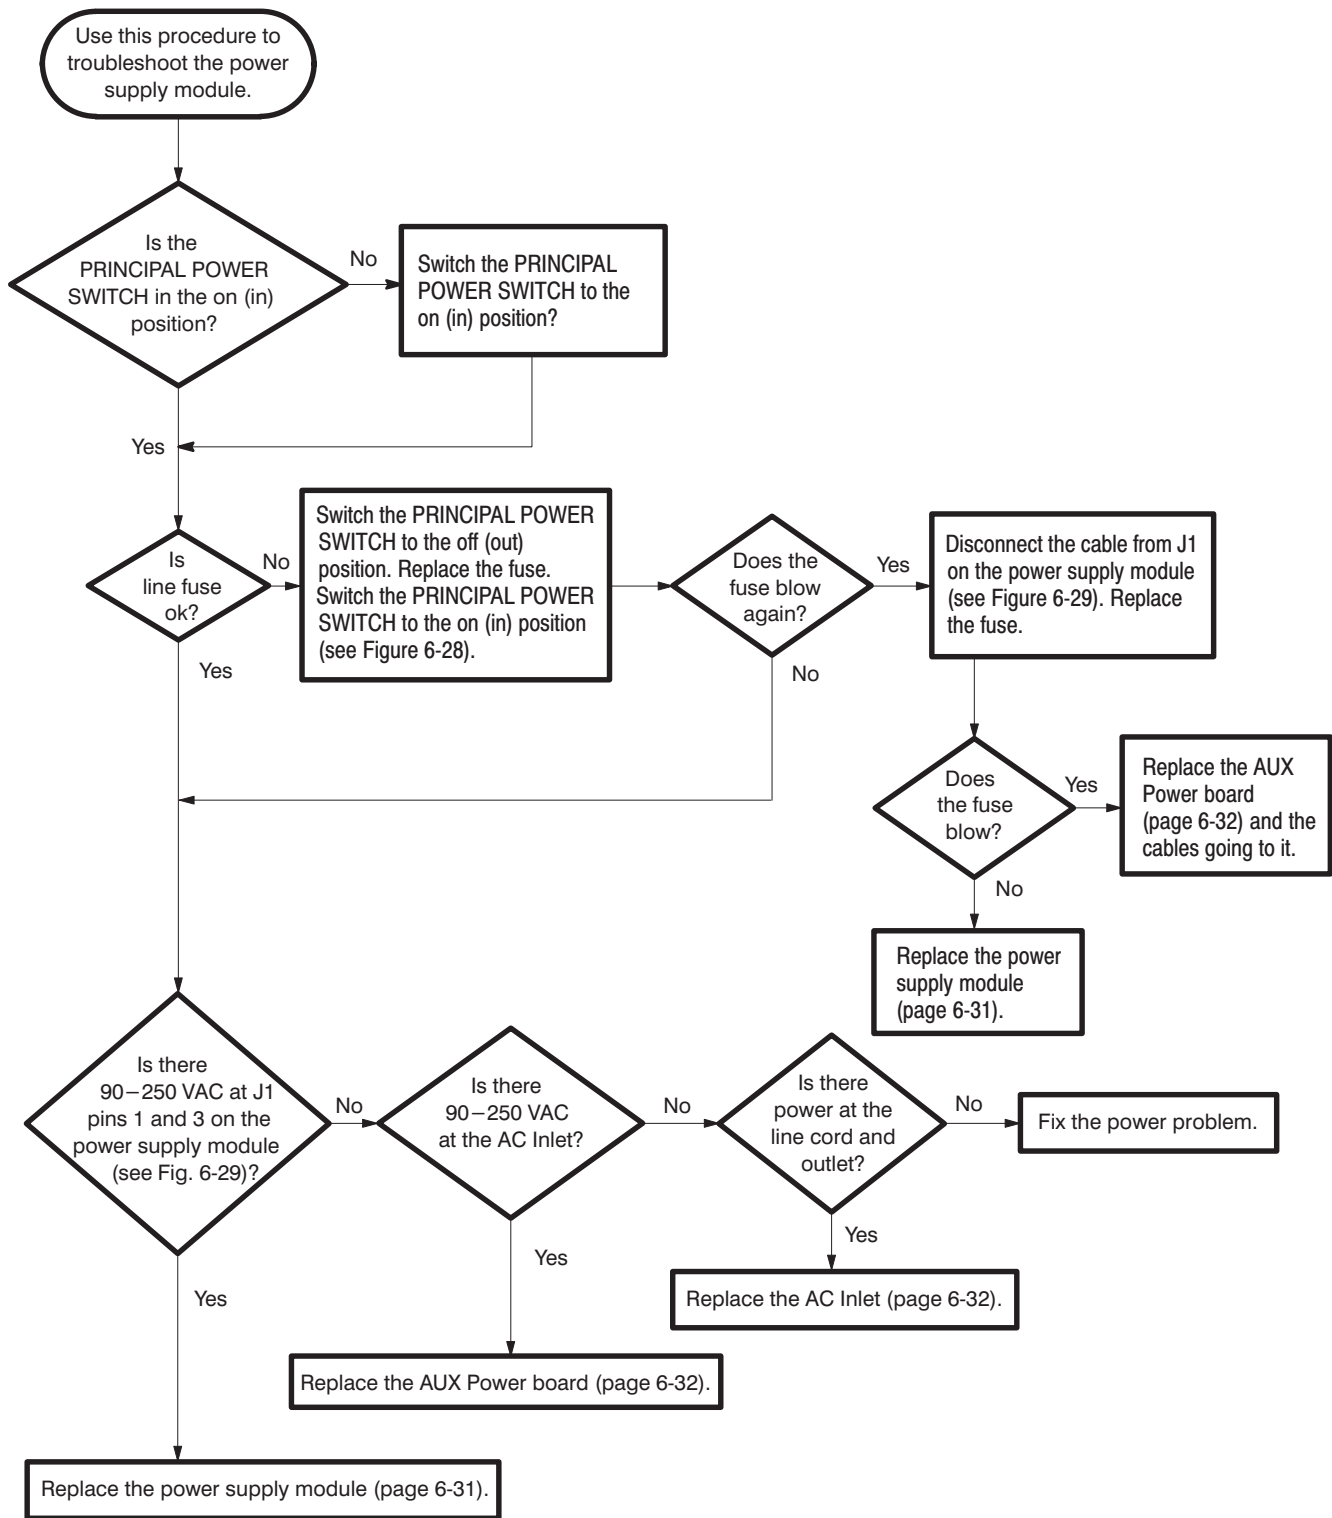 Use this procedure to
troubleshoot the power
supply module.
Is the
PRINCIPAL POWER
SWITCH in the on (in)
position?
No
Switch the PRINCIPAL
POWER SWITCH to the
on (in) position?
Yes
Is
line fuse
ok?
No
Switch the PRINCIPAL POWER
SWITCH to the off (out)
position. Replace the fuse.
Switch the PRINCIPAL POWER
SWITCH to the on (in) position
(see Figure 6-28).
Does the
fuse blow
again?
Yes
Disconnect the cable from J1
on the power supply module
(see Figure 6-29). Replace
the fuse.
Yes
No
Does
the fuse
blow?
Yes
Replace the AUX
Power board
(page 6-32) and the
cables going to it.
No
Replace the power
supply module
(page 6-31).
Is there
90−250 VAC at J1
pins 1 and 3 on the
power supply module
(see Fig. 6-29)?
No
Is there
90−250 VAC
at the AC Inlet?
No
Is there
power at the
line cord and
outlet?
No
Fix the power problem.
Yes
Replace the AC Inlet (page 6-32).
Yes
Replace the AUX Power board (page 6-32).
Yes
Replace the power supply module (page 6-31).